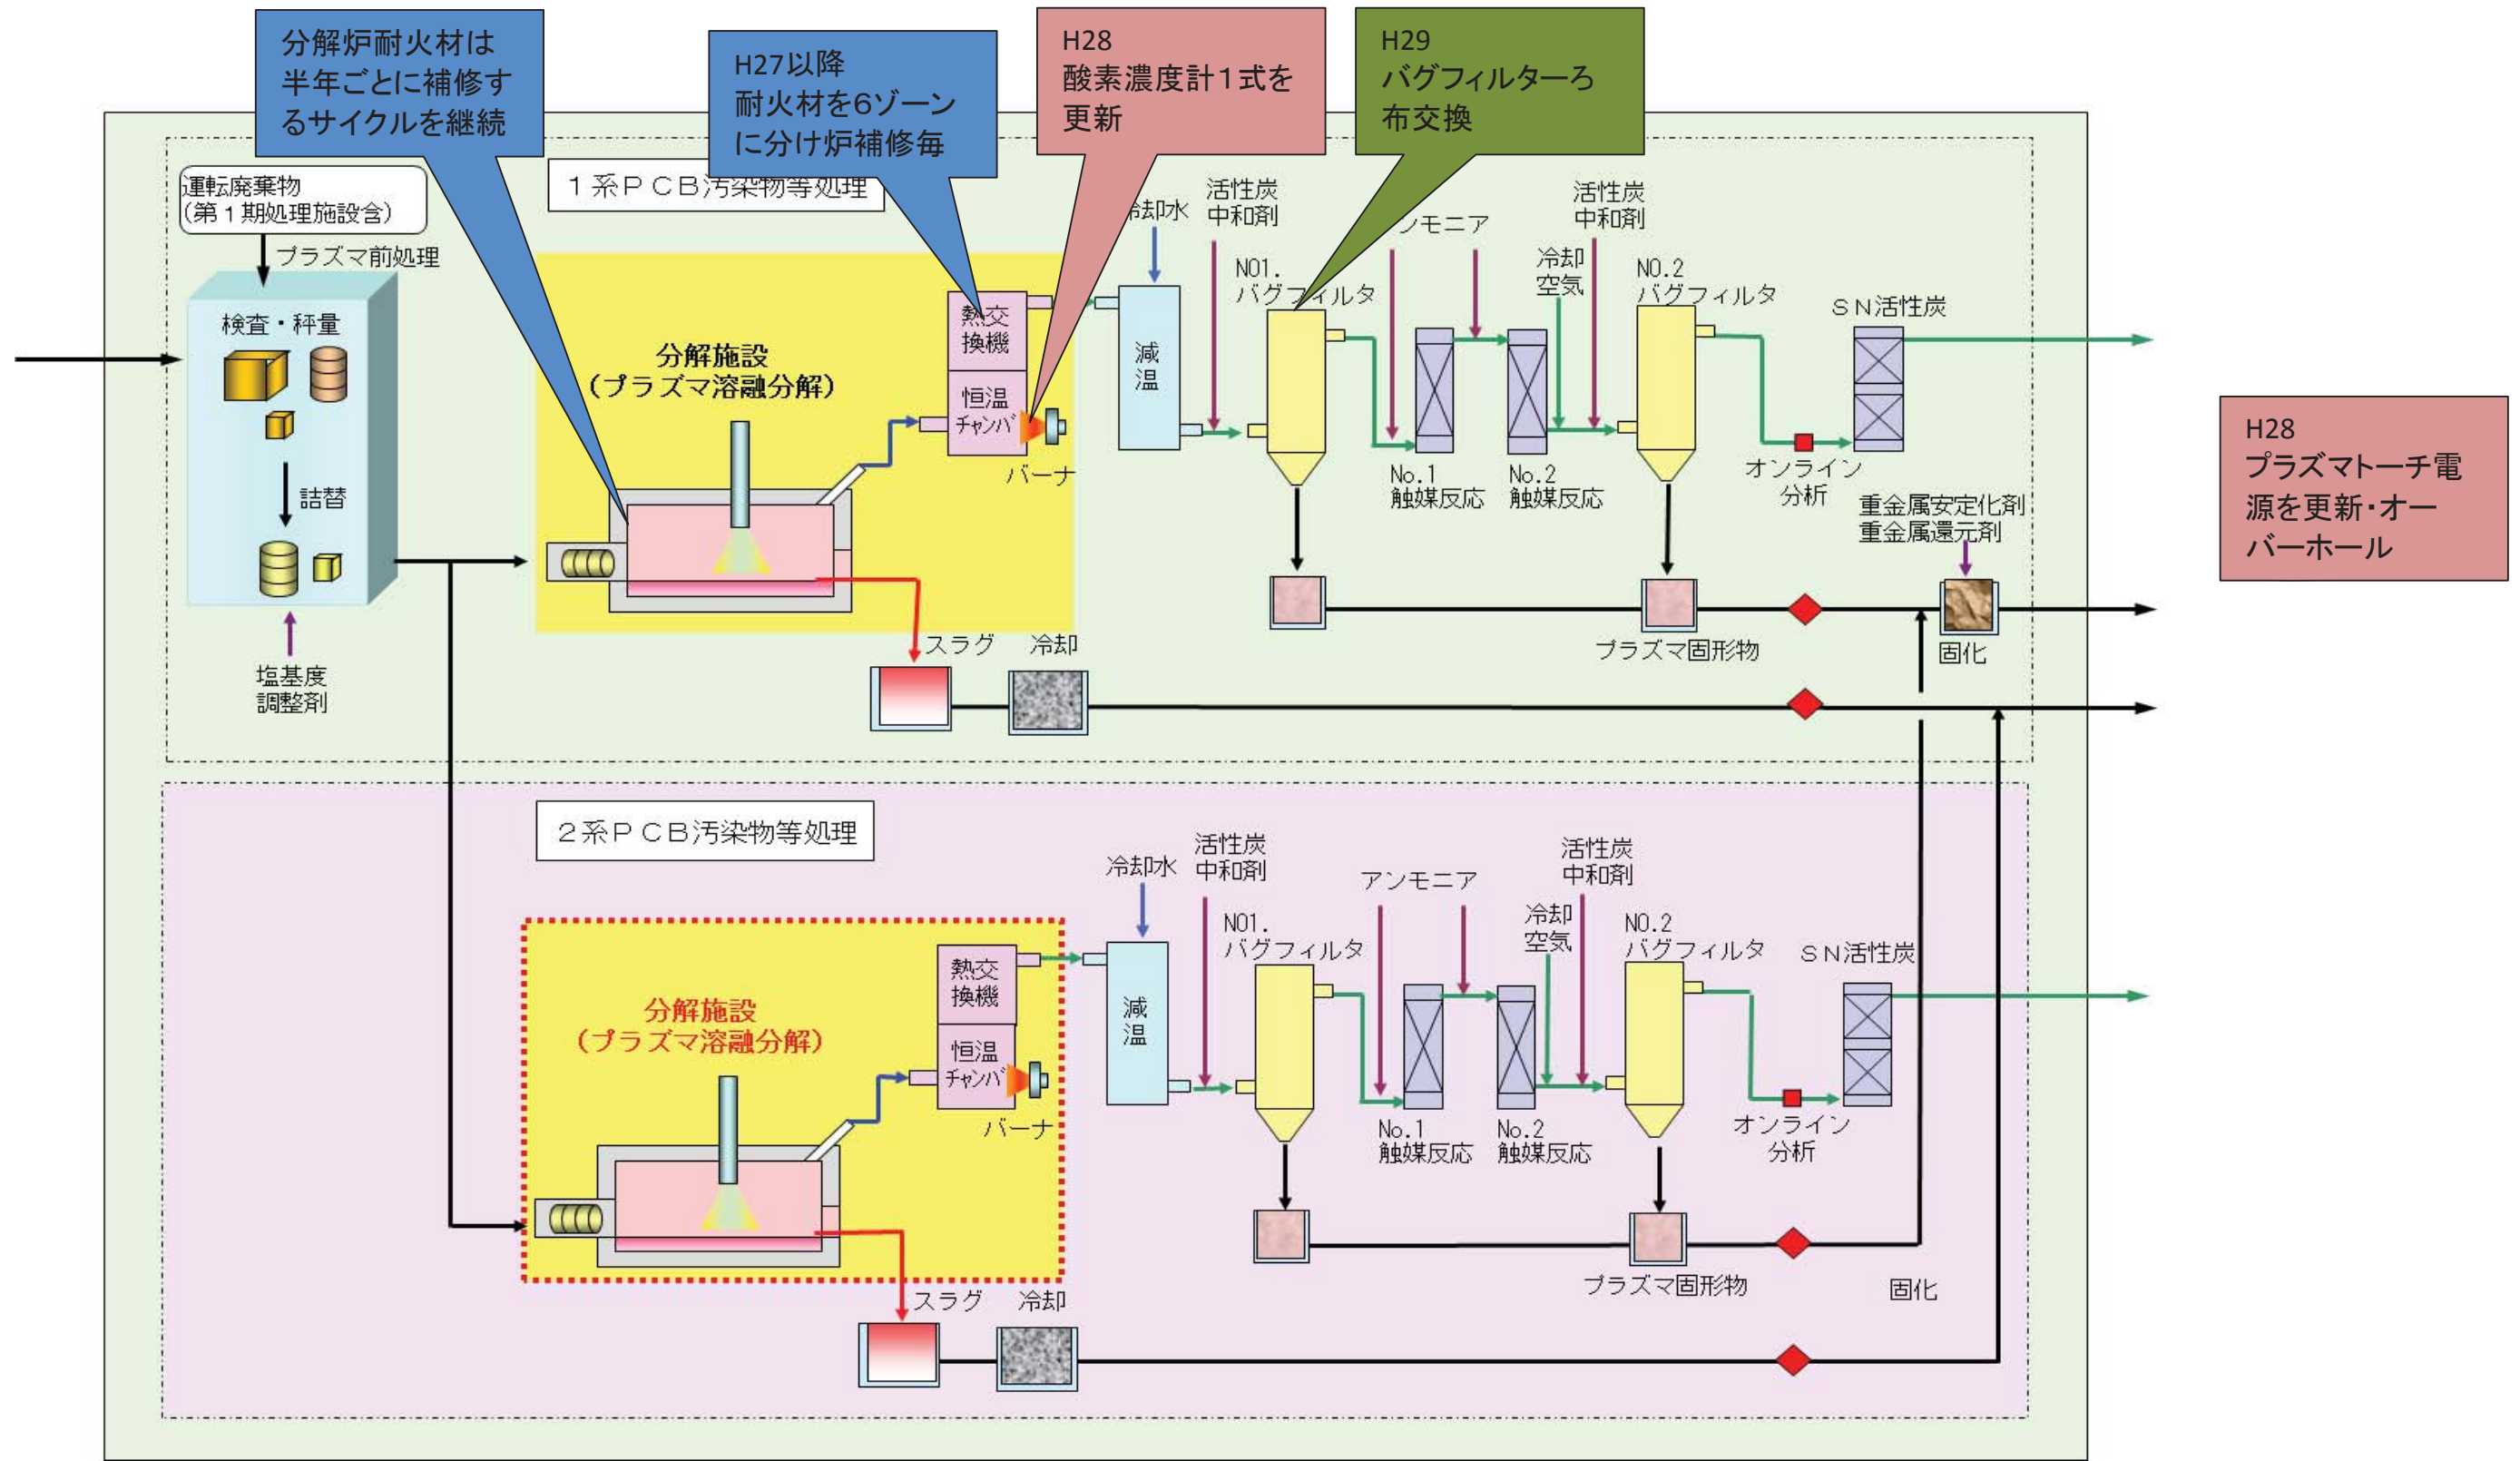 分解炉耐火材は
半年ごとに補修す
るサイクルを継続
H27以降
耐火材を6ゾーン
に分け炉補修毎
H28
酸素濃度計1式を
更新
H29
バグフィルターろ
布交換
運転廃棄物
(第1期処理施設含)
1系PCB汚染物等処理
プラズマ前処理
検査・秤量
詰替
塩基度
調整剤
分解施設
(プラズマ溶融分解)
熱交
換機
恒温
チャンバ
バーナ
冷却水
減
温
活性炭
中和剤
NO1.
バグフィルタ
ンモニア
No.1
触媒反応
No.2
触媒反応
冷却
空気
活性炭
中和剤
NO.2
バグフィルタ
SN活性炭
オンライン
分析
重金属安定化剤
重金属還元剤
スラグ
冷却
プラズマ固形物
固化
H28
プラズマトーチ電
源を更新・オー
バーホール
2系PCB汚染物等処理
分解施設
(プラズマ溶融分解)
熱交
換機
恒温
チャンバ
バーナ
冷却水
減
温
活性炭
中和剤
NO1.
バグフィルタ
アンモニア
No.1
触媒反応
No.2
触媒反応
冷却
空気
活性炭
中和剤
NO.2
バグフィルタ
SN活性炭
オンライン
分析
スラグ
冷却
プラズマ固形物
固化